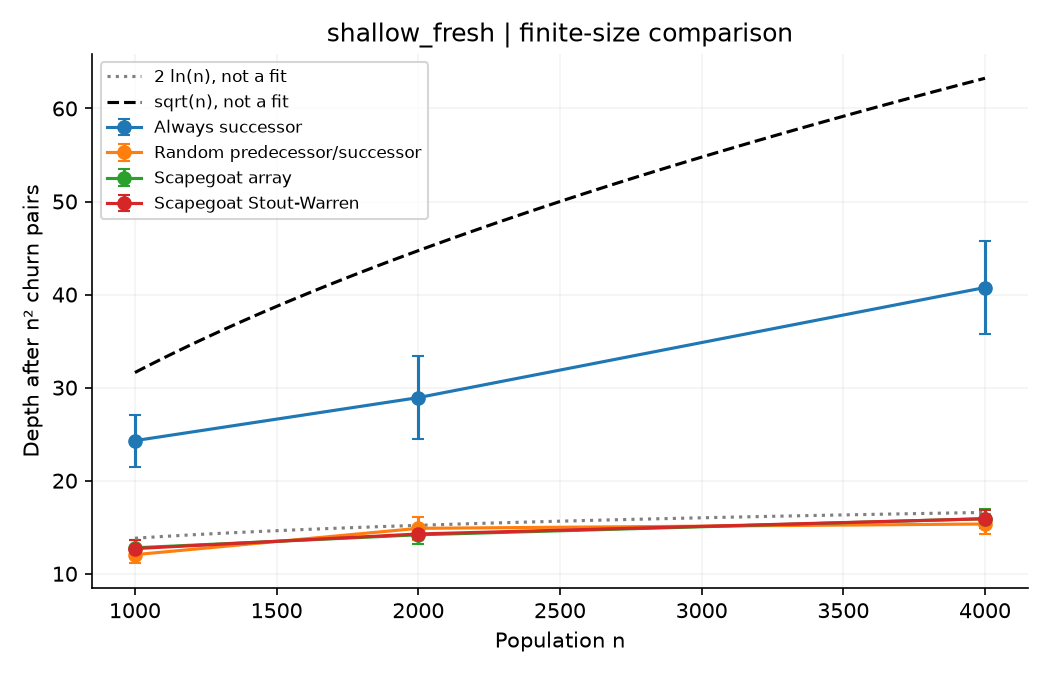 shallow_fresh | finite-size comparison
2 ln(n), not a fit
sqrt(n), not a fit
Always successor
Random predecessor/successor
Scapegoat array
Scapegoat Stout-Warren
Depth after n² churn pairs
60
50
40
30
20
10
1000
1500
2000
2500
3000
3500
4000
Population n